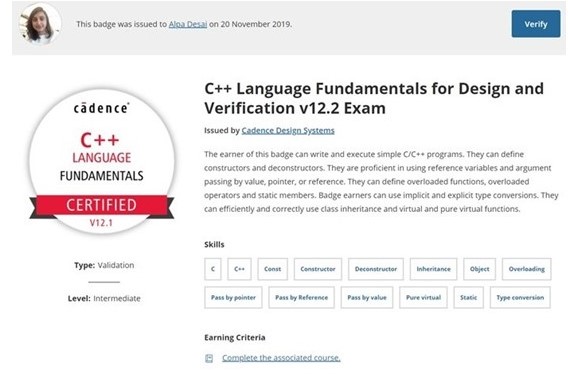 This badge was issued to Alpa Desai on 20 November 2019.
Verify
cādence®
C++
LANGUAGE
FUNDAMENTALS
CERTIFIED
V12.1
Type: Validation
Level: Intermediate
C++ Language Fundamentals for Design and
Verification v12.2 Exam
Issued by Cadence Design Systems
The earner of this badge can write and execute simple C/C++ programs. They can define
constructors and deconstructors. They are proficient in using reference variables and argument
passing by value, pointer, or reference. They can define overloaded functions, overloaded
operators and static members. Badge earners can use implicit and explicit type conversions. They
can efficiently and correctly use class inheritance and virtual and pure virtual functions.
Skills
C C++ Const Constructor Deconstructor Inheritance Object Overloading
Pass by pointer Pass by Reference Pass by value Pure virtual Static Type conversion
Earning Criteria
Complete the associated course.